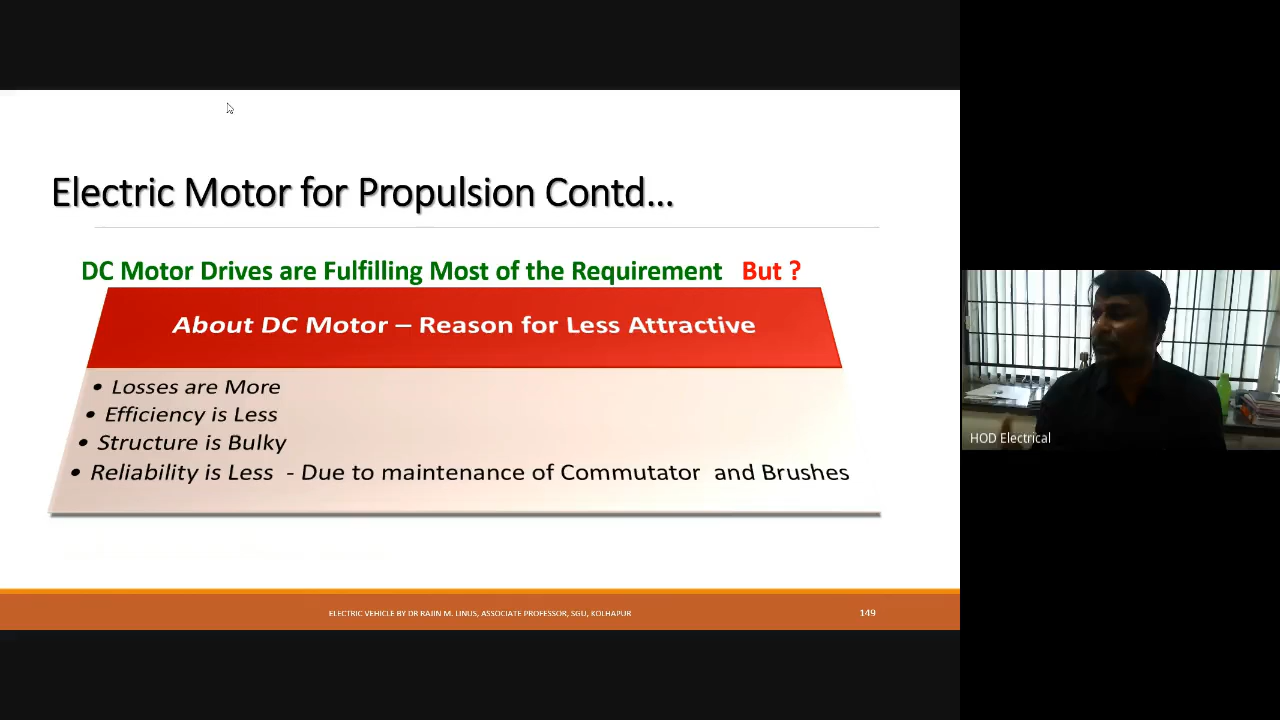 Electric Motor for Propulsion Contd...
DC Motor Drives are Fulfilling Most of the Requirement But ?
About DC Motor – Reason for Less Attractive
• Losses are More
• Efficiency is Less
• Structure is Bulky
• Reliability is Less - Due to maintenance of Commutator and Brushes
HOD Electrical
ELECTRIC VEHICLE BY DR RAJIN M. LINUS, ASSOCIATE PROFESSOR, SGU, KOLHAPUR
149